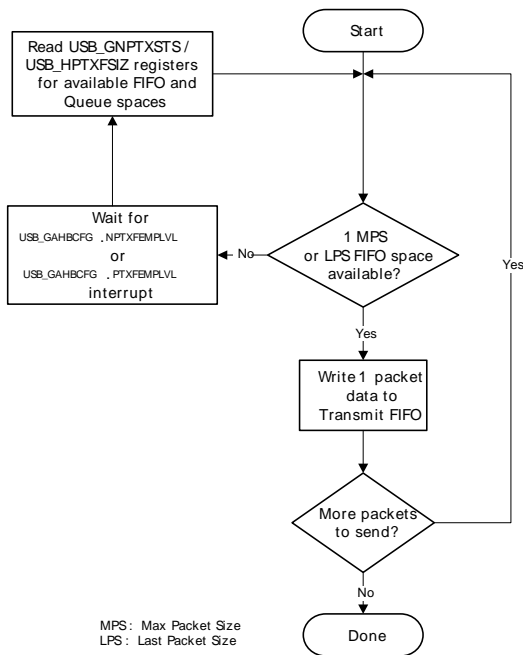 Start
Read USB_GNPTXSTS /
USB_HPTXFSIZ registers
for available FIFO and
Queue spaces
Wait for
USB_GAHBCFG .NPTXFEMPLVL
or
USB_GAHBCFG .PTXFEMPLVL
interrupt
No
1 MPS
or LPS FIFO space
available?
Yes
Yes
Write 1 packet
data to
Transmit FIFO
More packets
to send?
No
MPS : Max Packet Size
LPS : Last Packet Size
Done